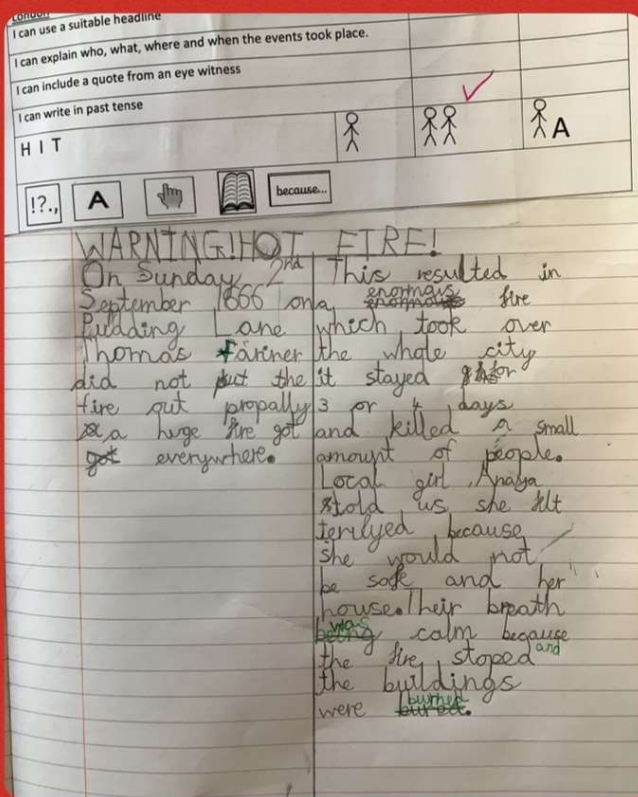 London
I can use a suitable headline
I can explain who, what, where and when the events took place.
I can include a quote from an eye witness
I can write in past tense
H I T
A
!?.,
A
because...
WARNING!HOT FIRE!
On Sunday 2nd
September 1666 on
Pudding Lane
Thomas fariner
did not put the
fire out propally
a huge fire got
got everywhere.
This resulted in
a enormous fire
enormous
which took over
the whole city
it stayed for
3 or 4 days
and killed a small
amount of people.
Local girl, Anaya
told us she felt
terilyed because
she would not
be safe and her
house. Their breath
was
being calm because
the fire stoped and
the buildings
burned
were